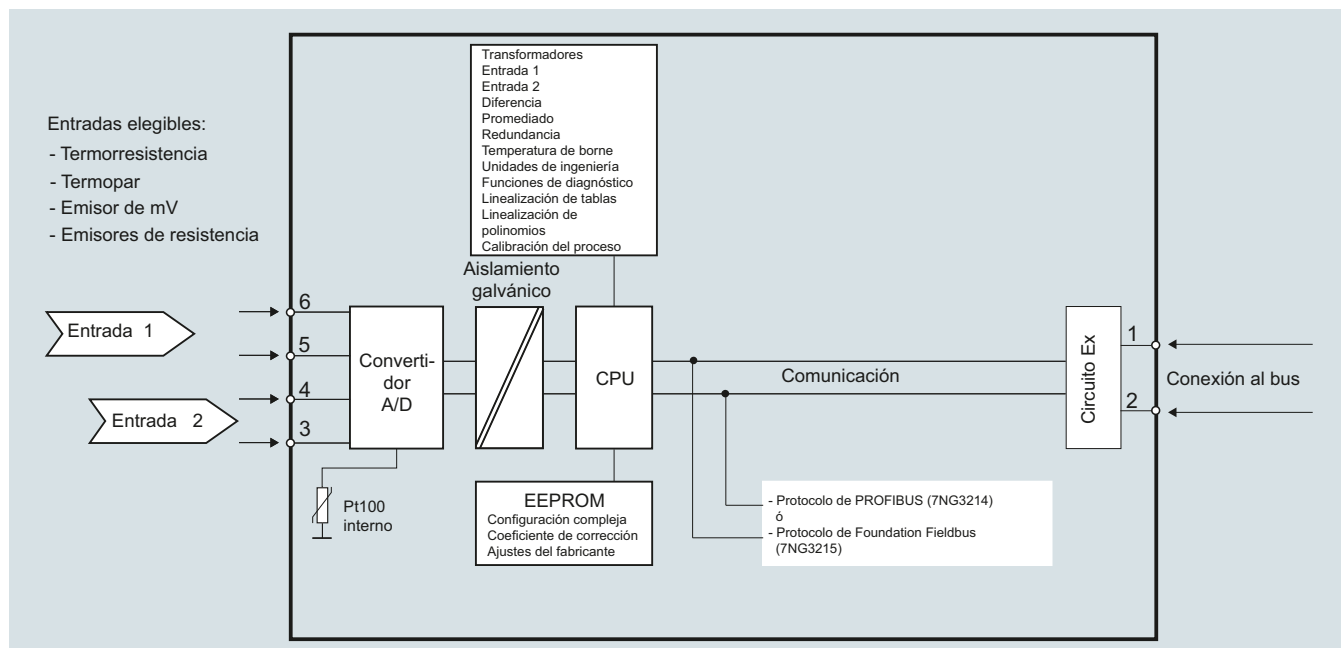 Transformadores
Entrada 1
Entrada 2
Diferencia
Promediado
Redundancia
Temperatura de borne
Unidades de ingeniería
Funciones de diagnóstico
Linealización de tablas
Linealización de
polinomios
Calibración del proceso
Entradas elegibles:
- Termorresistencia
- Termopar
- Emisor de mV
- Emisores de resistencia
Aislamiento
galvánico
Entrada 1
Entrada 2
6
5
4
3
Converti-
dor
A/D
CPU
Comunicación
Circuito Ex
1
2
Conexión al bus
Pt100
interno
EEPROM
Configuración compleja
Coeficiente de corrección
Ajustes del fabricante
- Protocolo de PROFIBUS (7NG3214)
ó
- Protocolo de Foundation Fieldbus
(7NG3215)